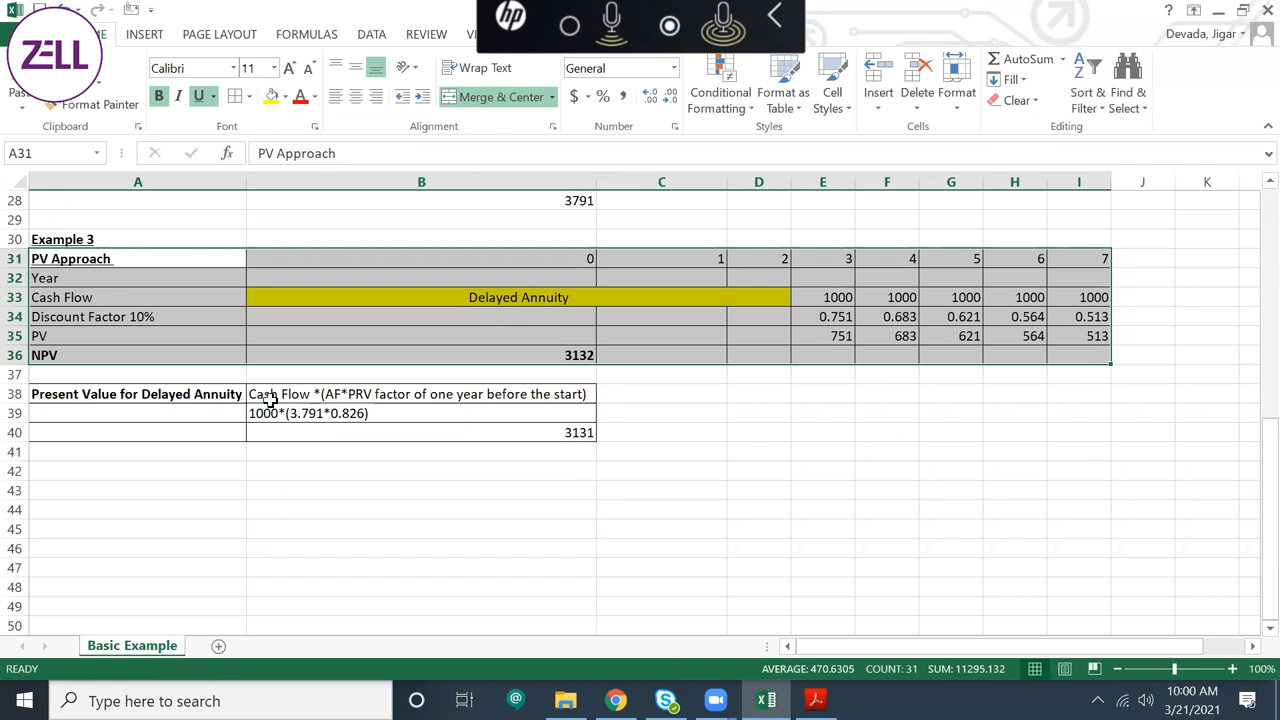 hp
Devada, Jigar
ZELL
INSERT PAGE LAYOUT FORMULAS DATA REVIEW
Calibri 11 Wrap Text General AutoSum
Format Painter Merge & Center $ % , Conditional Formatting Format as Table Cell Styles Insert Delete Format Fill Clear Sort & Filter Find & Select
Clipboard Font Alignment Number Styles Cells Editing
A31 fx PV Approach
A B C D E F G H I J K
28 3791
29
30 Example 3
31 PV Approach 0 1 2 3 4 5 6 7
32 Year
33 Cash Flow Delayed Annuity 1000 1000 1000 1000 1000
34 Discount Factor 10% 0.751 0.683 0.621 0.564 0.513
35 PV 751 683 621 564 513
36 NPV 3132
37
38 Present Value for Delayed Annuity Cash Flow *(AF*PRV factor of one year before the start)
39 1000*(3.791*0.826)
40 3131
41
42
43
44
45
46
47
48
49
50
Basic Example
READY AVERAGE: 470.6305 COUNT: 31 SUM: 11295.132 100%
Type here to search 10:00 AM
3/21/2021